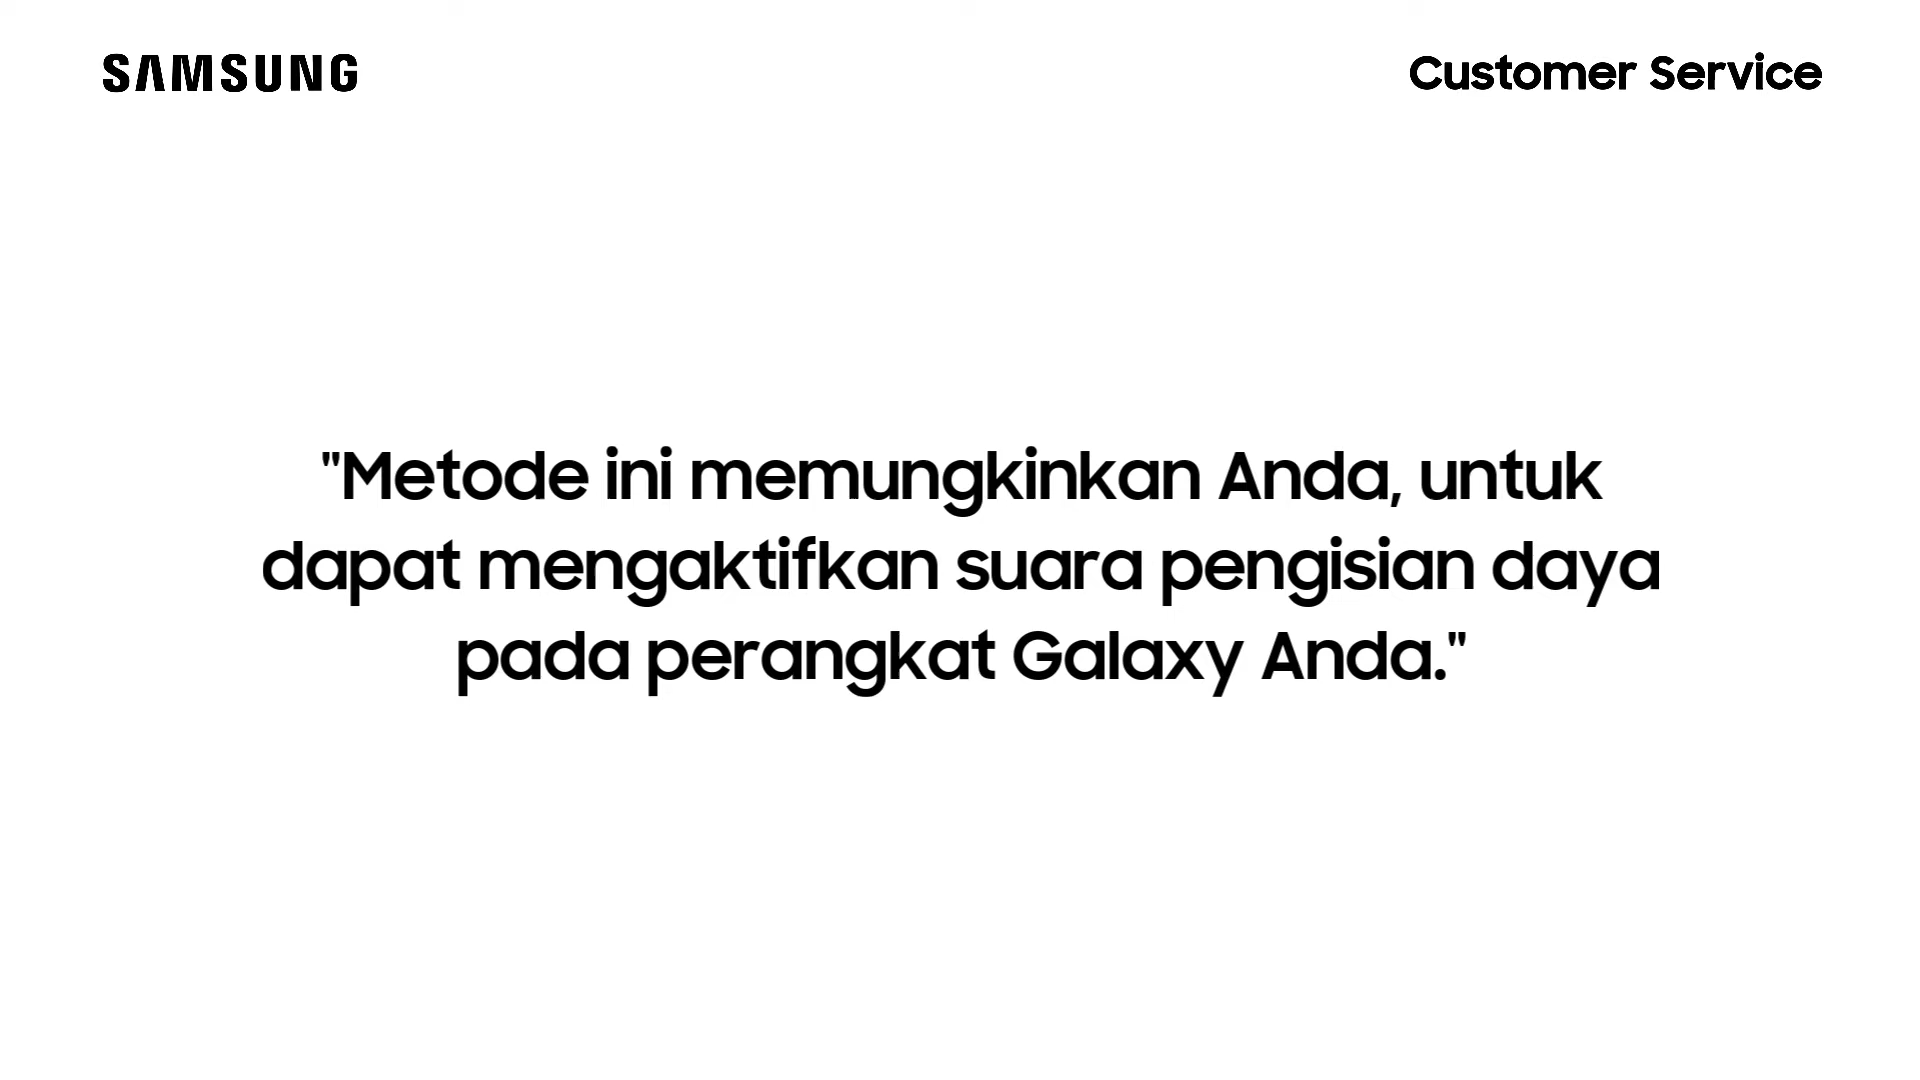 SAMSUNG
Customer Service
"Metode ini memungkinkan Anda, untuk
dapat mengaktifkan suara pengisian daya
pada perangkat Galaxy Anda."